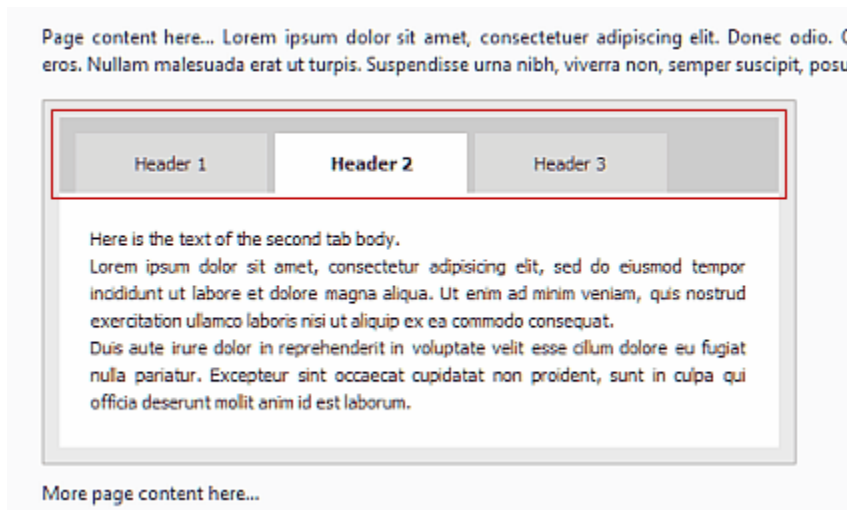 Page content here... Lorem ipsum dolor sit amet, consectetuer adipiscing elit. Donec odio.
eros. Nullam malesuada erat ut turpis. Suspendisse urna nibh, viverra non, semper suscipit, posu
Header 1 Header 2 Header 3
Here is the text of the second tab body.
Lorem ipsum dolor sit amet, consectetur adipisicing elit, sed do eiusmod tempor
incididunt ut labore et dolore magna aliqua. Ut enim ad minim veniam, quis nostrud
exercitation ullamco laboris nisi ut aliquip ex ea commodo consequat.
Duis aute irure dolor in reprehenderit in voluptate velit esse cillum dolore eu fugiat
nulla pariatur. Excepteur sint occaecat cupidatat non proident, sunt in culpa qui
officia deserunt mollit anim id est laborum.
More page content here...